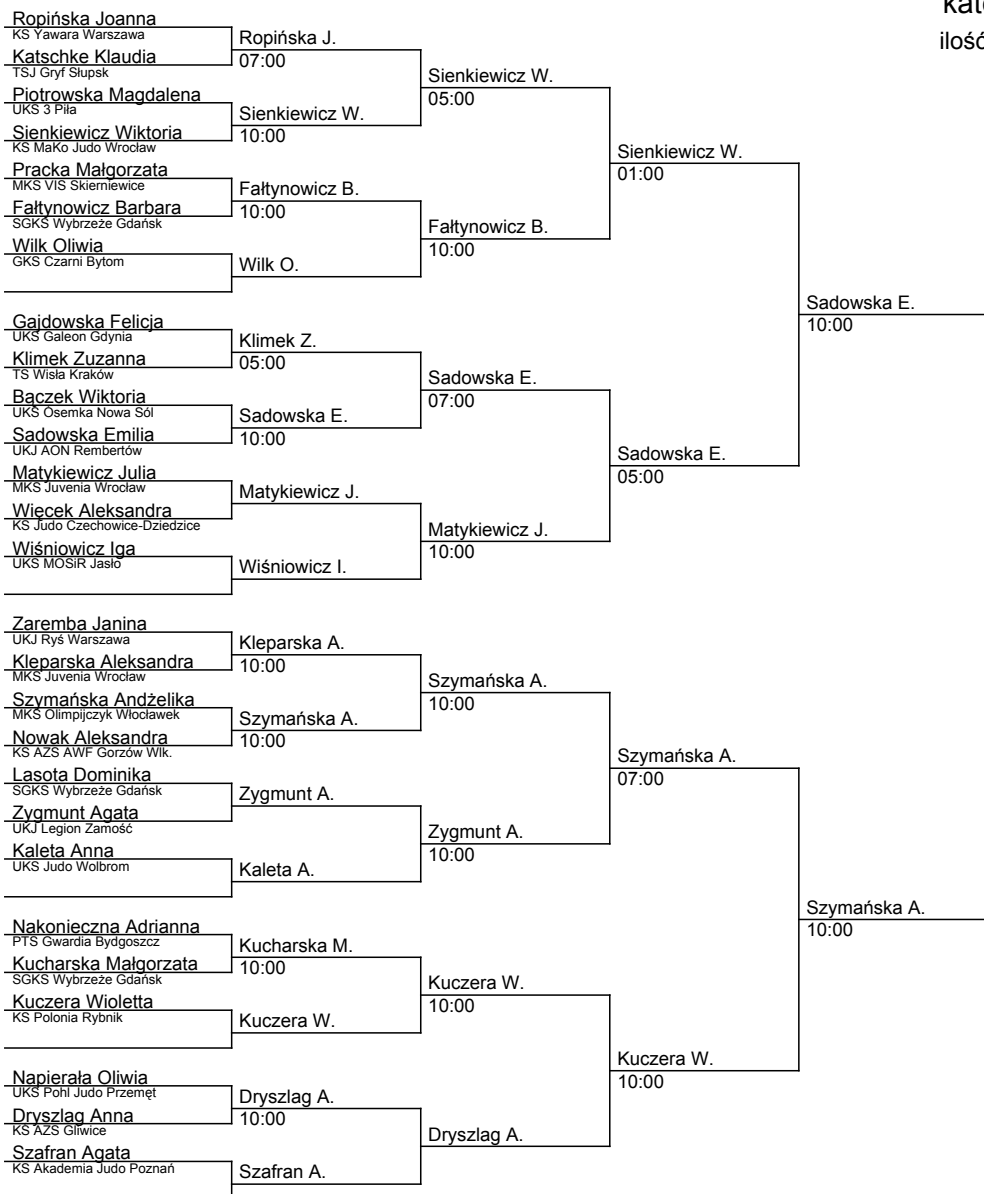 kat
ilość
Ropińska Joanna
KS Yawara Warszawa
Katschke Klaudia
TSJ Gryf Słupsk
Piotrowska Magdalena
UKS 3 Piła
Sienkiewicz Wiktoria
KS MaKo Judo Wrocław
Pracka Małgorzata
MKS VIS Skierniewice
Fałtynowicz Barbara
SGKS Wybrzeże Gdańsk
Wilk Oliwia
GKS Czarni Bytom
Gajdowska Felicja
UKS Galeon Gdynia
Klimek Zuzanna
TS Wisła Kraków
Bączek Wiktoria
UKS Ósemka Nowa Sól
Sadowska Emilia
UKJ AON Rembertów
Matykiewicz Julia
MKS Juvenia Wrocław
Więcek Aleksandra
KS Judo Czechowice-Dziedzice
Wiśniowicz Iga
UKS MOSiR Jasło
Zaremba Janina
UKJ Ryś Warszawa
Kleparska Aleksandra
MKS Juvenia Wrocław
Szymańska Andżelika
MKS Olimpijczyk Włocławek
Nowak Aleksandra
KS AZS AWF Gorzów Wlk.
Lasota Dominika
SGKS Wybrzeże Gdańsk
Zygmunt Agata
UKJ Legion Zamość
Kaleta Anna
UKS Judo Wolbrom
Nakonieczna Adrianna
PTS Gwardia Bydgoszcz
Kucharska Małgorzata
SGKS Wybrzeże Gdańsk
Kuczera Wioletta
KS Polonia Rybnik
Napierała Oliwia
UKS Pohl Judo Przemęt
Dryszlag Anna
KS AZS Gliwice
Szafran Agata
KS Akademia Judo Poznań
Ropińska J.
07:00
Sienkiewicz W.
10:00
Fałtynowicz B.
10:00
Wilk O.
Klimek Z.
05:00
Sadowska E.
10:00
Matykiewicz J.
Wiśniowicz I.
Kleparska A.
10:00
Szymańska A.
10:00
Zygmunt A.
Kaleta A.
Kucharska M.
10:00
Kuczera W.
Dryszlag A.
10:00
Szafran A.
Sienkiewicz W.
05:00
Fałtynowicz B.
10:00
Sadowska E.
07:00
Matykiewicz J.
10:00
Szymańska A.
10:00
Zygmunt A.
10:00
Kuczera W.
10:00
Dryszlag A.
Sienkiewicz W.
01:00
Sadowska E.
05:00
Szymańska A.
07:00
Kuczera W.
10:00
Sadowska E.
10:00
Szymańska A.
10:00